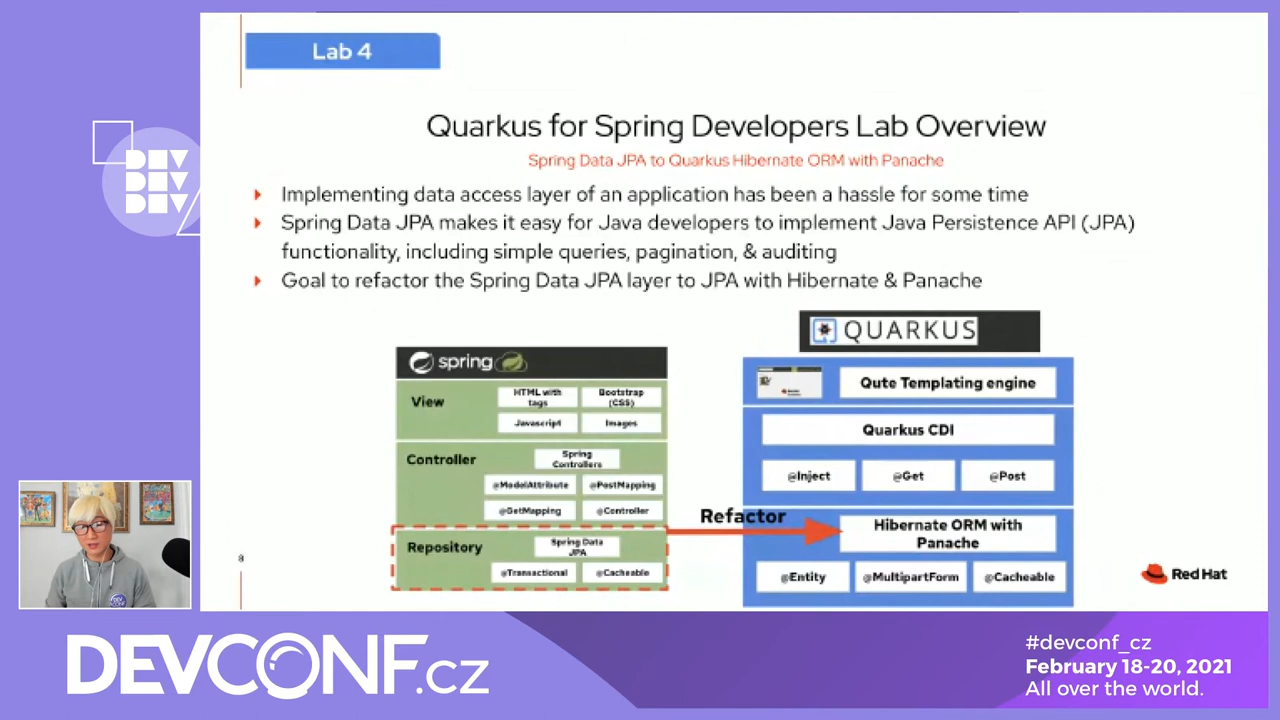 Lab 4
Quarkus for Spring Developers Lab Overview
Spring Data JPA to Quarkus Hibernate ORM with Panache
Implementing data access layer of an application has been a hassle for some time
Spring Data JPA makes it easy for Java developers to implement Java Persistence API (JPA)
functionality, including simple queries, pagination, & auditing
Goal to refactor the Spring Data JPA layer to JPA with Hibernate & Panache
DEV
DEV
DEV
spring
View
HTML with
tags
Bootstrap
(CSS)
Javascript
Images
Controller
Spring
Controllers
@ModelAttribute
@PostMapping
@GetMapping
@Controller
Repository
Spring Data
JPA
@Transactional
@Cacheable
Refactor
QUARKUS
Qute Templating engine
Quarkus CDI
@Inject
@Get
@Post
Hibernate ORM with
Panache
@Entity
@MultipartForm
@Cacheable
8
Red Hat
DEVCONF.cz
#devconf_cz
February 18-20, 2021
All over the world.